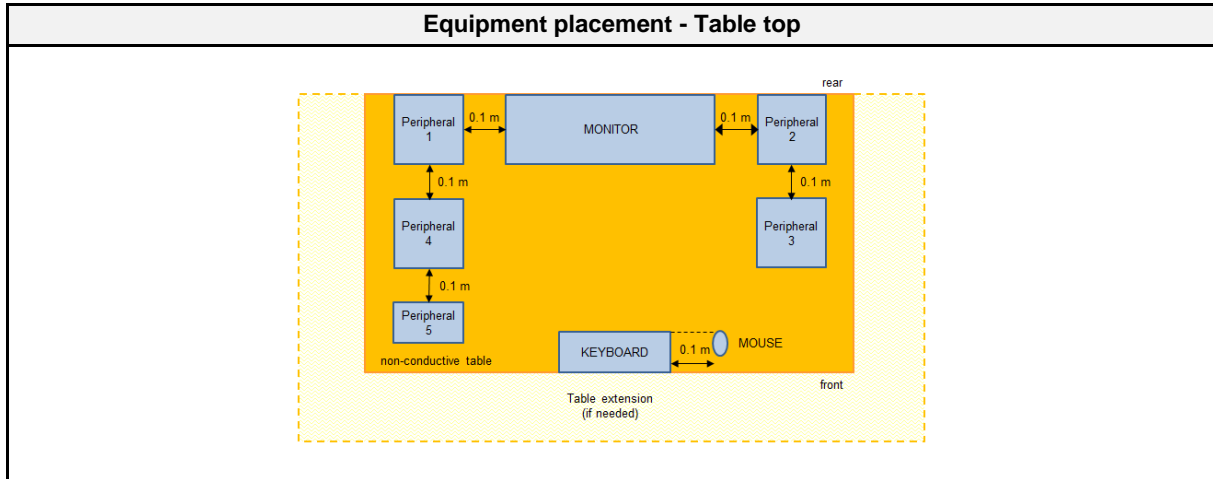 Equipment placement - Table top
rear
Peripheral
1
0.1 m
MONITOR
0.1 m
Peripheral
2
0.1 m
0.1 m
Peripheral
4
Peripheral
3
0.1 m
Peripheral
5
KEYBOARD
0.1 m
MOUSE
non-conductive table
front
Table extension
(if needed)